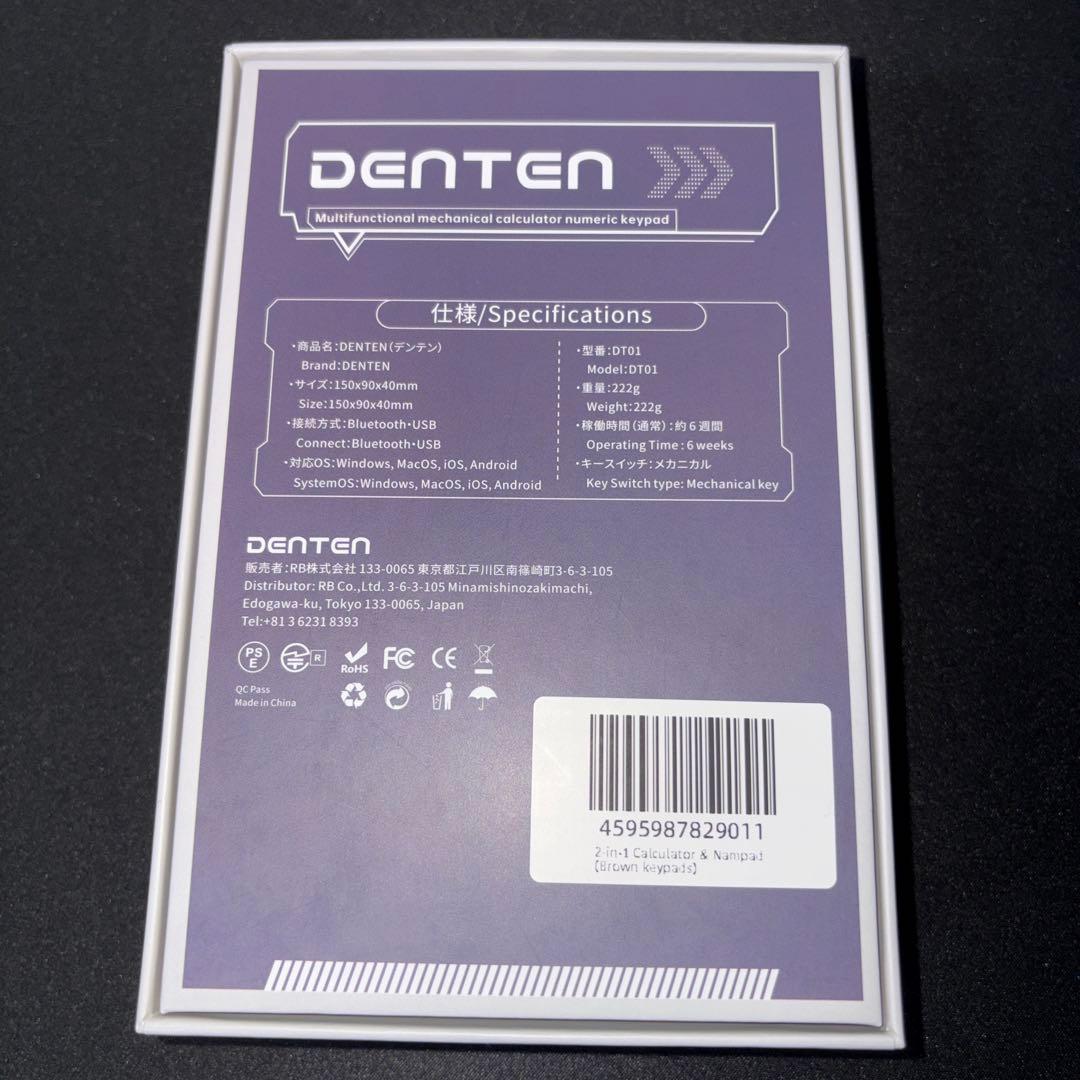 DENTEN
Multifunctional mechanical calculator numeric keypad
仕様/Specifications
・商品名:DENTEN(デンテン)
Brand:DENTEN
・サイズ:150x90x40mm
Size:150x90x40mm
・接続方式:Bluetooth・USB
Connect:Bluetooth・USB
・対応OS:Windows, MacOS, iOS, Android
SystemOS:Windows, MacOS, iOS, Android
・型番:DT01
Model:DT01
・重量:222g
Weight:222g
・稼働時間(通常):約6週間
Operating Time : 6 weeks
・キースイッチ:メカニカル
Key Switch type: Mechanical key
DENTEN
販売者:RB株式会社 133-0065 東京都江戸川区南篠崎町3-6-3-105
Distributor: RB Co.,Ltd. 3-6-3-105 Minamishinozakimachi,
Edogawa-ku, Tokyo 133-0065, Japan
Tel:+81 3 6231 8393
PS
E
R
RoHS
FC
CE
QC Pass
Made in China
4595987829011
2-in-1 Calculator & Nampad
【Brown keypads】